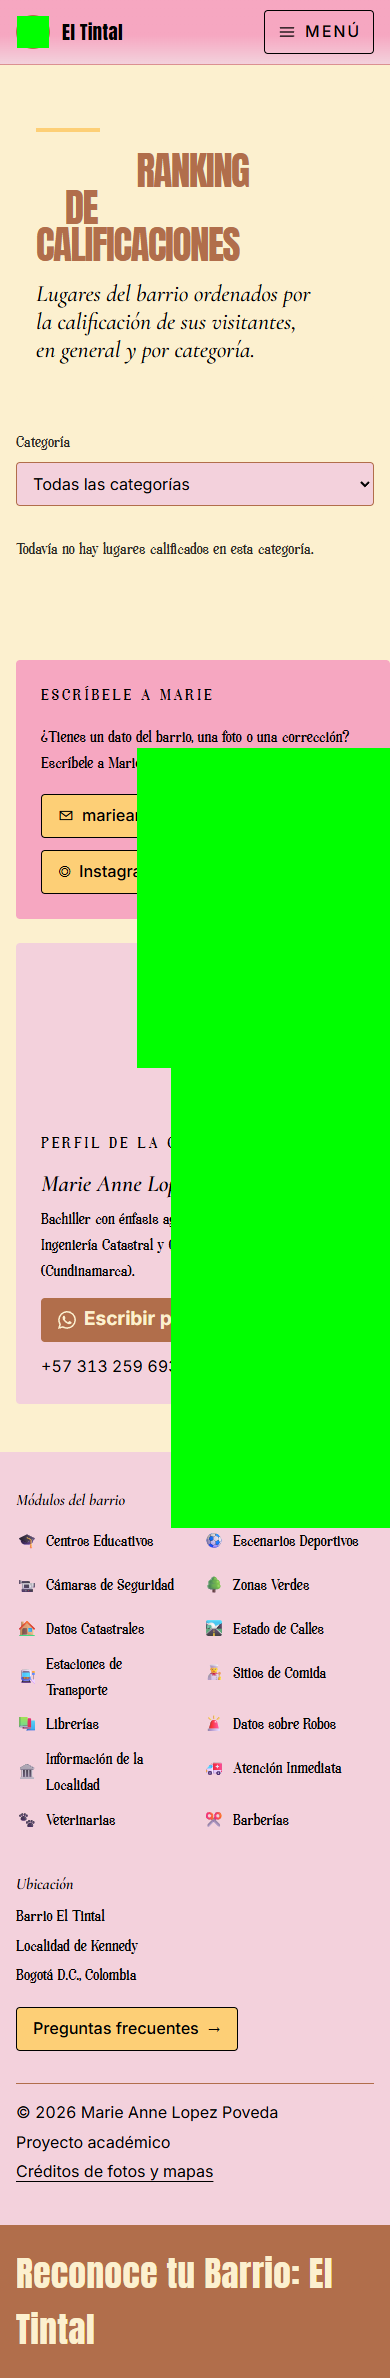 El Tintal
MENÚ
RANKING
DE
CALIFICACIONES
Lugares del barrio ordenados por
la calificación de sus visitantes,
en general y por categoría.
Categoría
Todas las categorías
Todavía no hay lugares calificados en esta categoría.
ESCRÍBELE A MARIE
¿Tienes un dato del barrio, una foto o una corrección?
Escríbele a
PERFIL DE LA
Marie Anne
Bachiller con énfasis
Ingeniería Catastral y
(Cundinamarca).
Escribir
+57 313 259
Módulos del barrio
Centros Educativos
Escenarios Deportivos
Cámaras de Seguridad
Zonas Verdes
Datos Catastrales
Estado de Calles
Estaciones de
Transporte
Sitios de Comida
Librerías
Datos sobre Robos
Información de la
Localidad
Atención Inmediata
Veterinarias
Barberías
Ubicación
Barrio El Tintal
Localidad de Kennedy
Bogotá D.C., Colombia
Preguntas frecuentes →
© 2026 Marie Anne Lopez Poveda
Proyecto académico
Créditos de fotos y mapas
Reconoce tu Barrio: El
Tintal